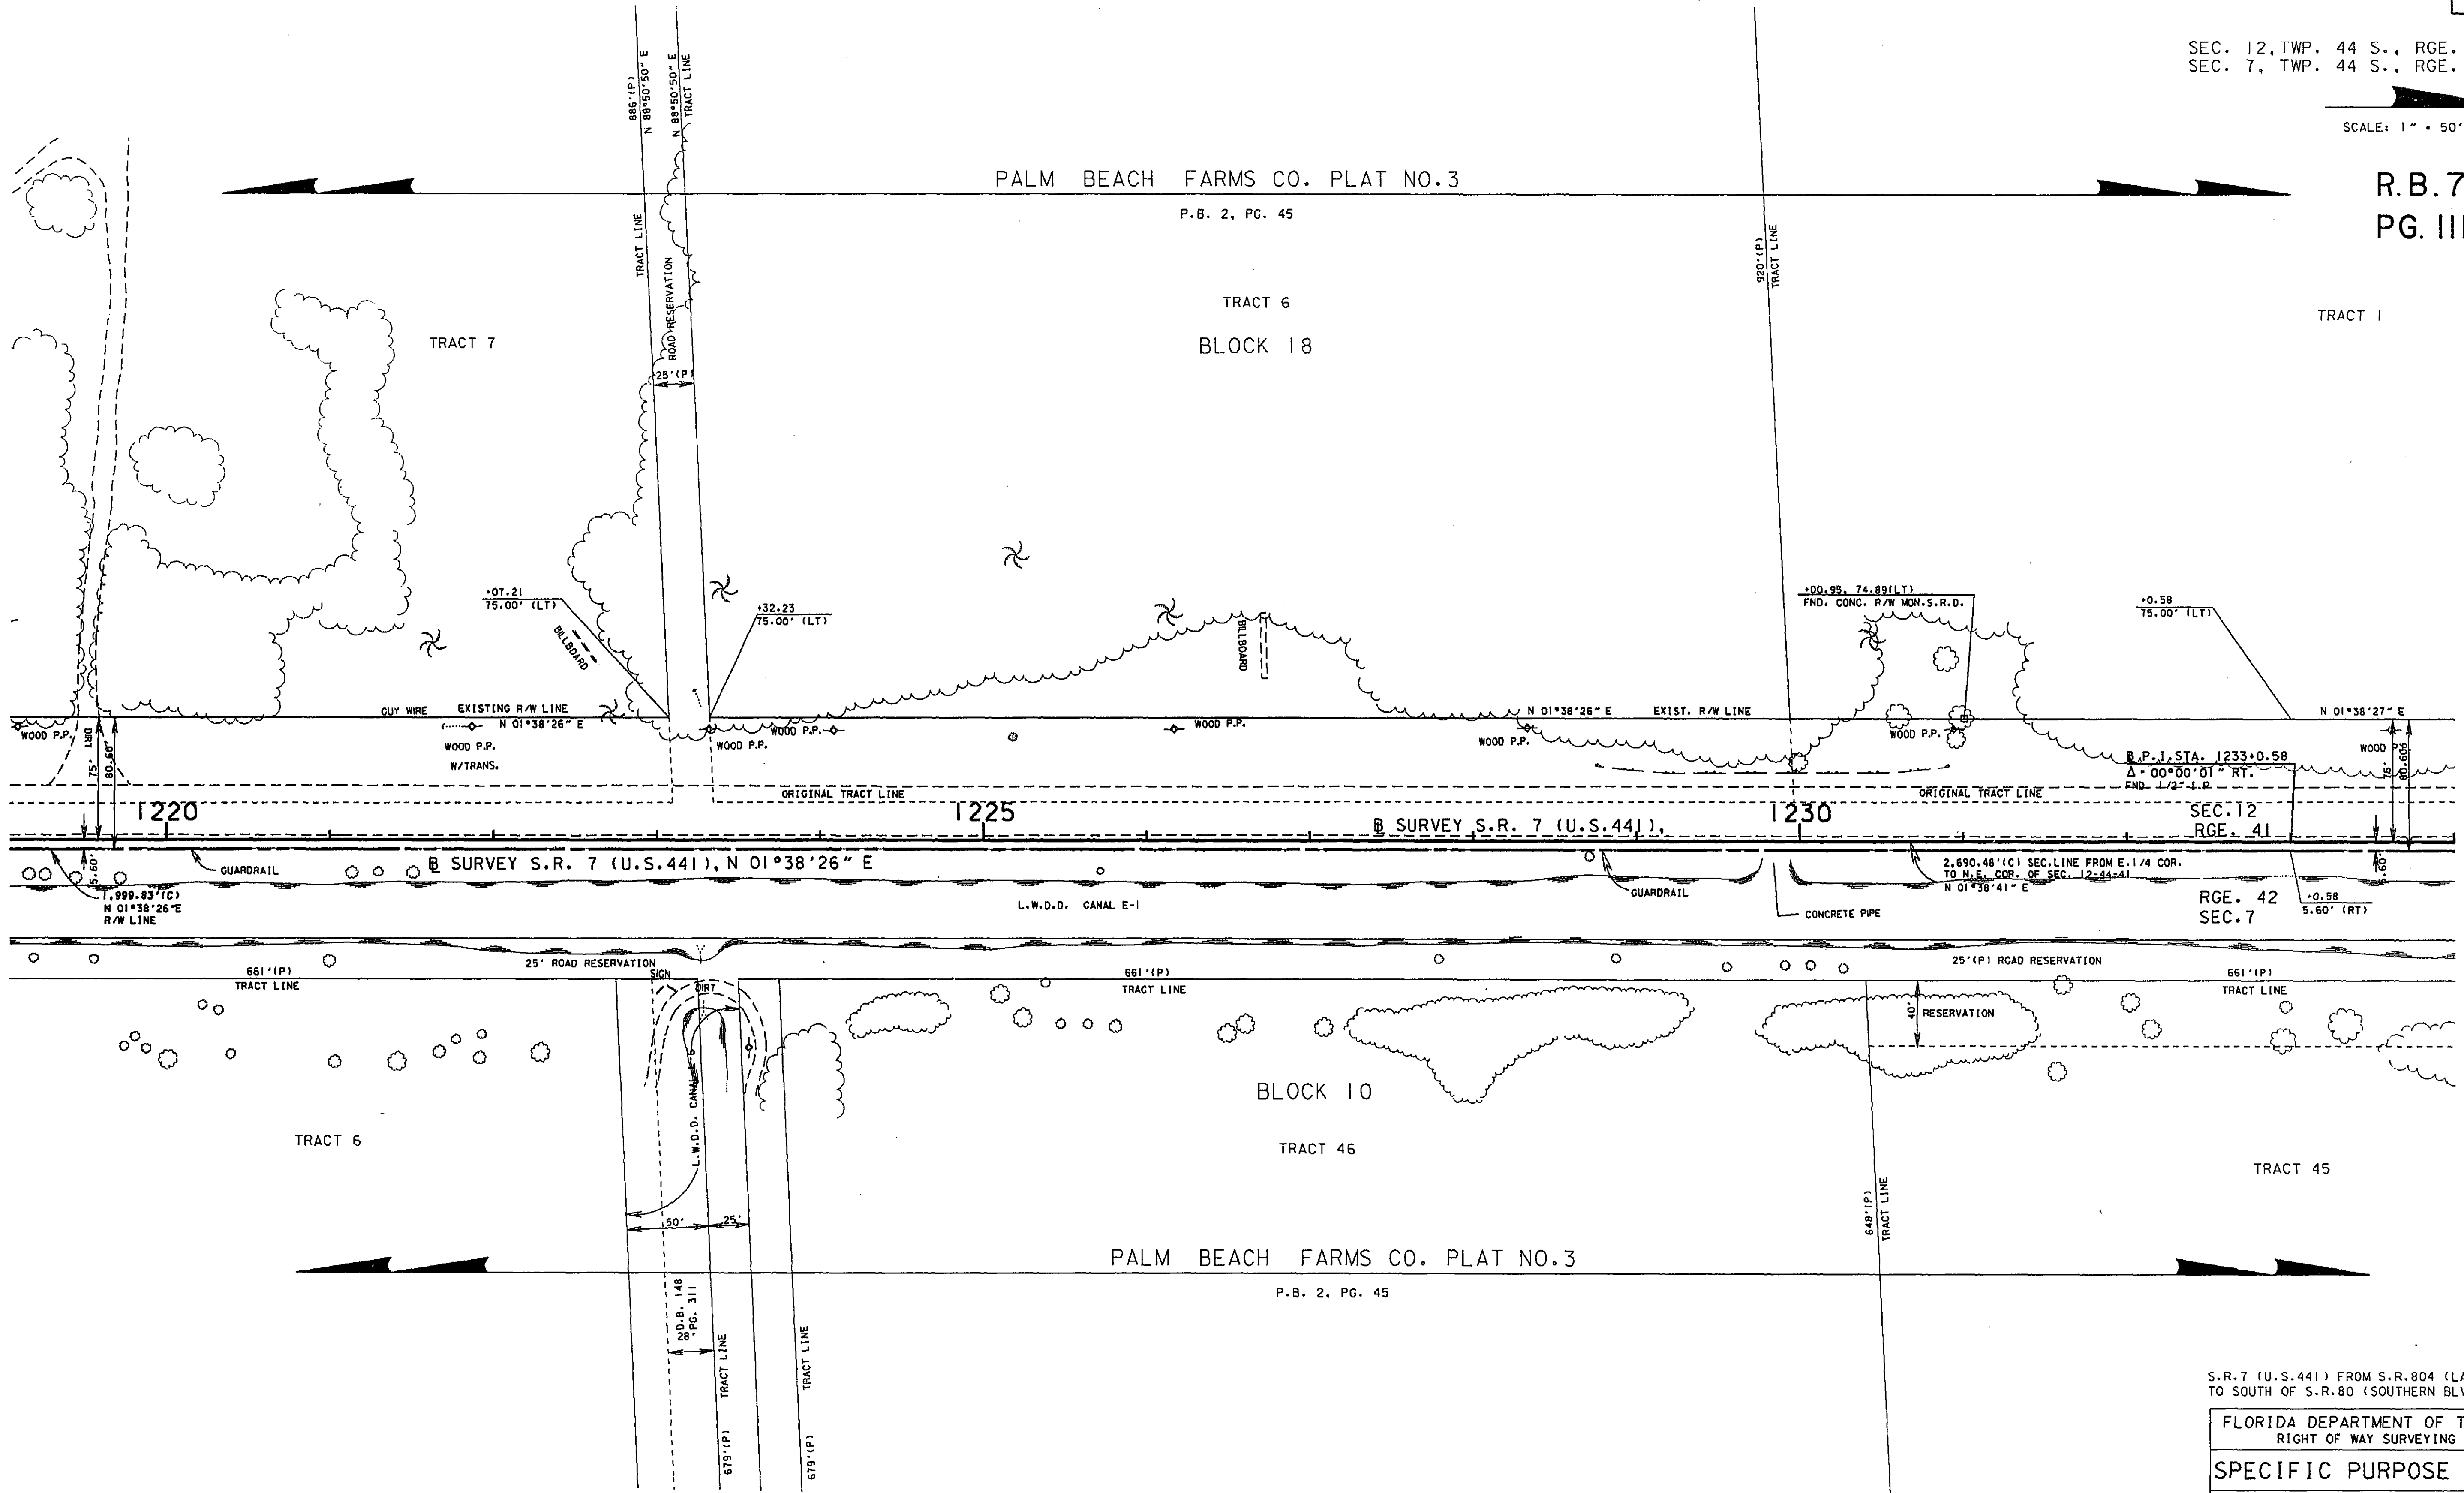 SEC. 12, TWP. 44 S., RGE.
SEC. 7, TWP. 44 S., RGE.
SCALE: 1" = 50'
R.B. 7
PG. 111
886'(P)
N 88°50'50" E
N 88°50'50" E
TRACT LINE
TRACT LINE
ROAD RESERVATION
25'(P)
PALM BEACH FARMS CO. PLAT NO.3
P.B. 2, PG. 45
920'(P)
TRACT LINE
TRACT 7
TRACT 6
BLOCK 18
TRACT 1
+07.21
75.00' (LT)
BILLBOARD
+32.23
75.00' (LT)
BILLBOARD
+00.95, 74.89(LT)
FND. CONC. R/W MON. S.R.D.
+0.58
75.00' (LT)
WOOD P.P.
DIRT
75'
80.60'
GUY WIRE
EXISTING R/W LINE
N 01°38'26" E
WOOD P.P.
W/TRANS.
WOOD P.P.
WOOD P.P.
WOOD P.P.
WOOD P.P.
N 01°38'26" E
EXIST. R/W LINE
WOOD P.P.
N 01°38'27" E
WOOD P.P.
75'
80.60'
B P.I. STA. 1233+0.58
Δ = 00°00'01" RT.
FND. 1/2" I.P.
ORIGINAL TRACT LINE
ORIGINAL TRACT LINE
1220
1225
1230
SEC.12
RGE. 41
B SURVEY S.R. 7 (U.S.441),
B SURVEY S.R. 7 (U.S.441), N 01°38'26" E
5.60'
GUARDRAIL
1,999.83'(C)
N 01°38'26"E
R/W LINE
L.W.D.D. CANAL E-1
GUARDRAIL
CONCRETE PIPE
2,690.48'(C) SEC.LINE FROM E.1/4 COR.
TO N.E. COR. OF SEC. 12-44-41
N 01°38'41" E
5.60'
RGE. 42
SEC.7
+0.58
5.60' (RT)
25' ROAD RESERVATION
25'(P) ROAD RESERVATION
661'(P)
TRACT LINE
SIGN
DIRT
661'(P)
TRACT LINE
661'(P)
TRACT LINE
40'
RESERVATION
L.W.D.D. CANAL L-6
BLOCK 10
TRACT 6
TRACT 46
TRACT 45
50'
25'
648'(P)
TRACT LINE
PALM BEACH FARMS CO. PLAT NO.3
P.B. 2, PG. 45
D.B. 148
PG. 311
28'
TRACT LINE
TRACT LINE
679'(P)
679'(P)
S.R.7 (U.S.441) FROM S.R.804 (LA
TO SOUTH OF S.R.80 (SOUTHERN BLV
FLORIDA DEPARTMENT OF T
RIGHT OF WAY SURVEYING
SPECIFIC PURPOSE